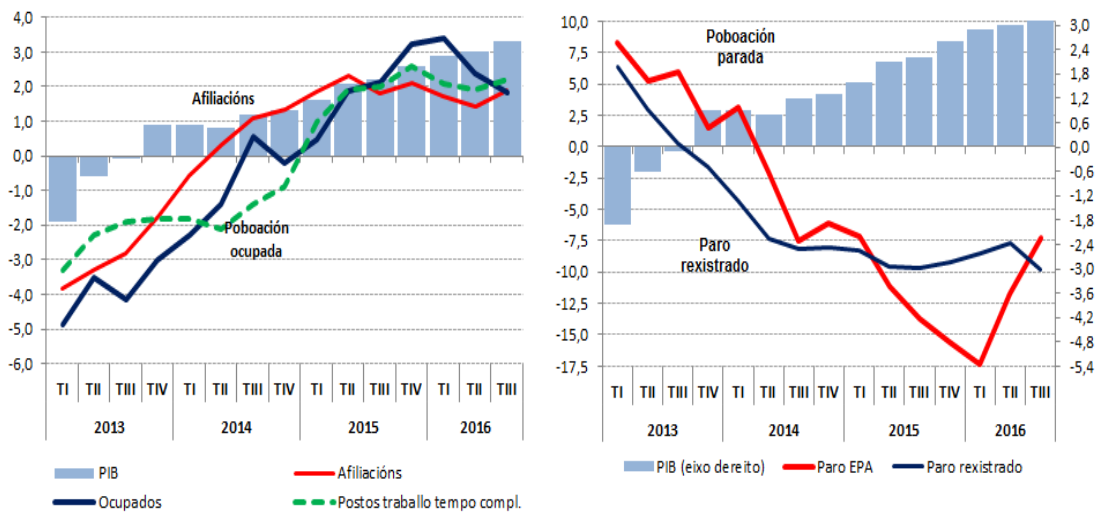 4,0
3,0
2,0
1,0
0,0
-1,0
-2,0
-3,0
-4,0
-5,0
-6,0
Afiliacións
Poboación
ocupada
TI TII TIII TIV TI TII TIII TIV TI TII TIII TIV TI TII TIII
2013 2014 2015 2016
PIB
Afiliacións
Ocupados
Postos traballo tempo compl.
10,0
7,5
5,0
2,5
0,0
-2,5
-5,0
-7,5
-10,0
-12,5
-15,0
-17,5
Poboación
parada
Paro
rexistrado
3,0
2,4
1,8
1,2
0,6
0,0
-0,6
-1,2
-1,8
-2,4
-3,0
-3,6
-4,2
-4,8
-5,4
TI TII TIII TIV TI TII TIII TIV TI TII TIII TIV TI TII TIII
2013 2014 2015 2016
PIB (eixo dereito)
Paro EPA
Paro rexistrado